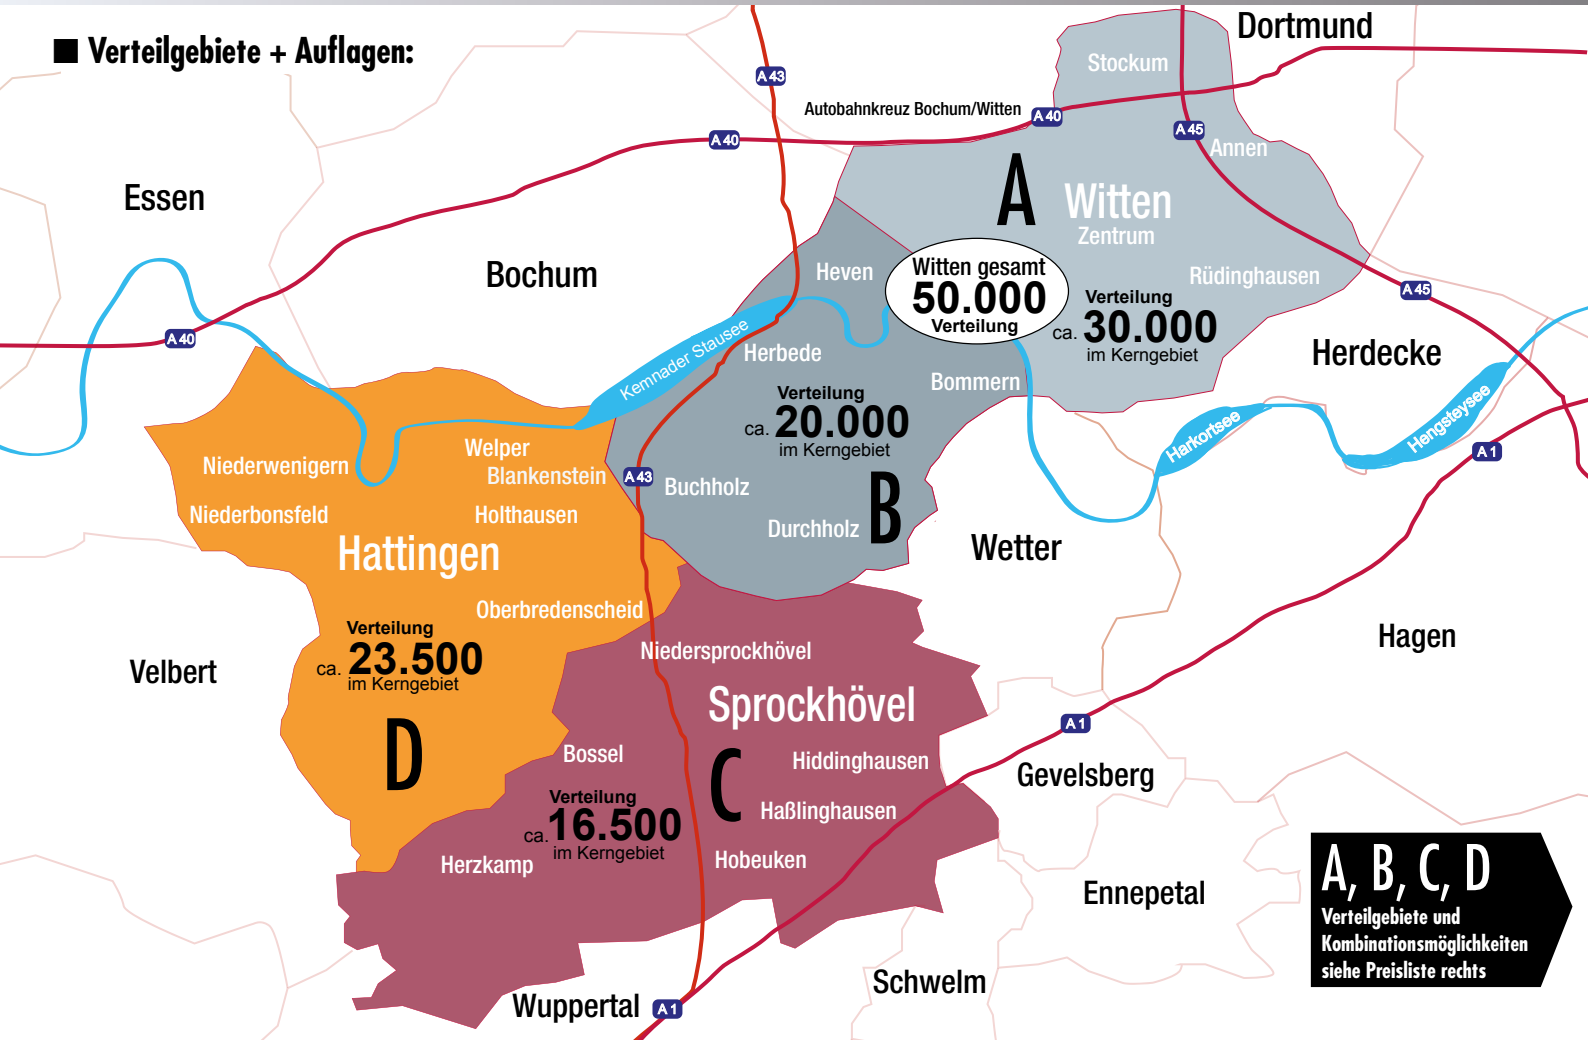 ■ Verteilgebiete + Auflagen:
Dortmund
Stockum
A 43
Autobahnkreuz Bochum/Witten
A 40
A 40
A 45
Annen
Essen
A
Witten
Zentrum
Bochum
Heven
Witten gesamt
50.000
Verteilung
Rüdinghausen
A 45
Verteilung
ca. 30.000
im Kerngebiet
A 40
Kemnader Stausee
Herbede
Herdecke
Bommern
Verteilung
ca. 20.000
im Kerngebiet
Harkortsee
Hengsteysee
A 1
Welper
Niederwenigern
Blankenstein
A 43
Buchholz
B
Niederbonsfeld
Holthausen
Durchholz
Hattingen
Wetter
Oberbredenscheid
Verteilung
ca. 23.500
im Kerngebiet
Hagen
Niedersprockhövel
Velbert
Sprockhövel
A 1
D
Bossel
C
Hiddinghausen
Gevelsberg
Verteilung
ca. 16.500
im Kerngebiet
Haßlinghausen
Herzkamp
Hobeuken
Ennepetal
A, B, C, D
Verteilgebiete und
Kombinationsmöglichkeiten
siehe Preisliste rechts
Schwelm
Wuppertal
A 1